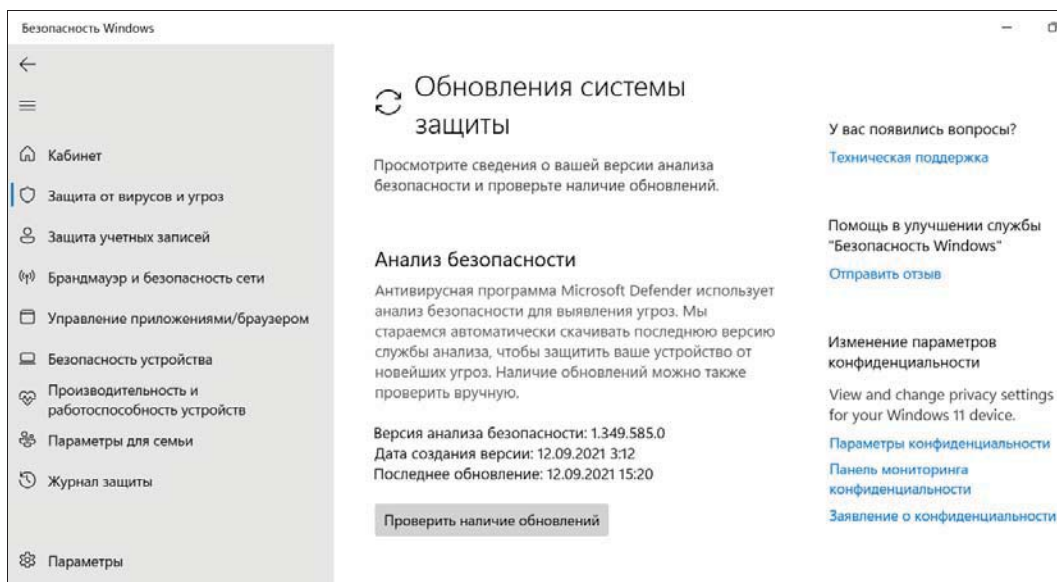 Безопасность Windows
Кабинет
Защита от вирусов и угроз
Защита учетных записей
Брандмауэр и безопасность сети
Управление приложениями/браузером
Безопасность устройства
Производительность и
работоспособность устройств
Параметры для семьи
Журнал защиты
Параметры
Обновления системы
защиты
Просмотрите сведения о вашей версии анализа
безопасности и проверьте наличие обновлений.
Анализ безопасности
Антивирусная программа Microsoft Defender использует
анализ безопасности для выявления угроз. Мы
стараемся автоматически скачивать последнюю версию
службы анализа, чтобы защитить ваше устройство от
новейших угроз. Наличие обновлений можно также
проверить вручную.
Версия анализа безопасности: 1.349.585.0
Дата создания версии: 12.09.2021 3:12
Последнее обновление: 12.09.2021 15:20
Проверить наличие обновлений
У вас появились вопросы?
Техническая поддержка
Помощь в улучшении службы
"Безопасность Windows"
Отправить отзыв
Изменение параметров
конфиденциальности
View and change privacy settings
for your Windows 11 device.
Параметры конфиденциальности
Панель мониторинга
конфиденциальности
Заявление о конфиденциальности